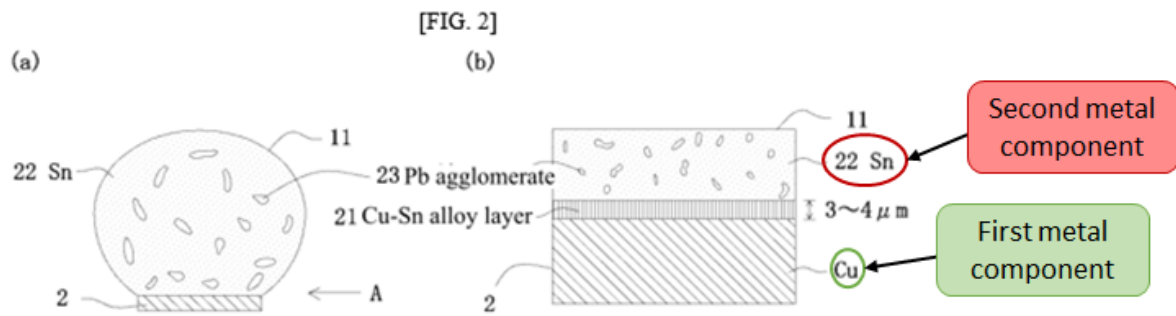 [FIG. 2]
(a)
(b)
11
22 Sn
23 Pb agglomerate
21 Cu-Sn alloy layer
2
A
11
22 Sn
3～4μm
Cu
2
Second metal
component
First metal
component